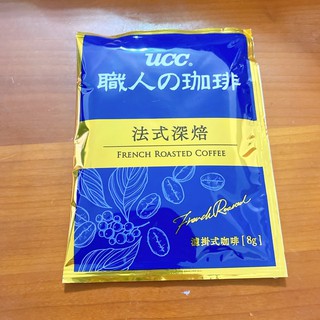 UCC®
職人の珈琲
法式深焙
FRENCH ROASTED COFFEE
French Roasted
濾掛式咖啡 [8g]